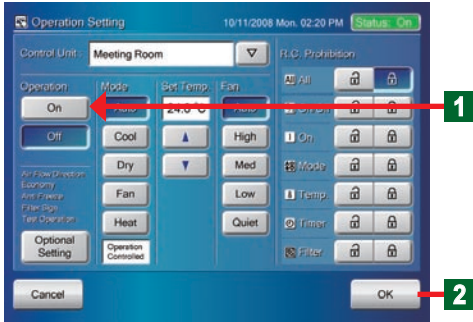 Operation Setting 10/11/2008 Mon. 02:20 PM Status: On
Control Unit : Meeting Room ▼ R.C. Prohibition
All All
Operation Mode Set Temp. Fan
On Auto 24.0°C Auto On/Off
1
Off Cool ▲ High On
Dry ▼ Med Mode
Air Flow Direction
Economy
Anti Freeze
Filter Sign
Test Operation
Fan Low Temp.
Heat Quiet Timer
Optional
Setting
Operation
Controlled
Filter
Cancel OK 2